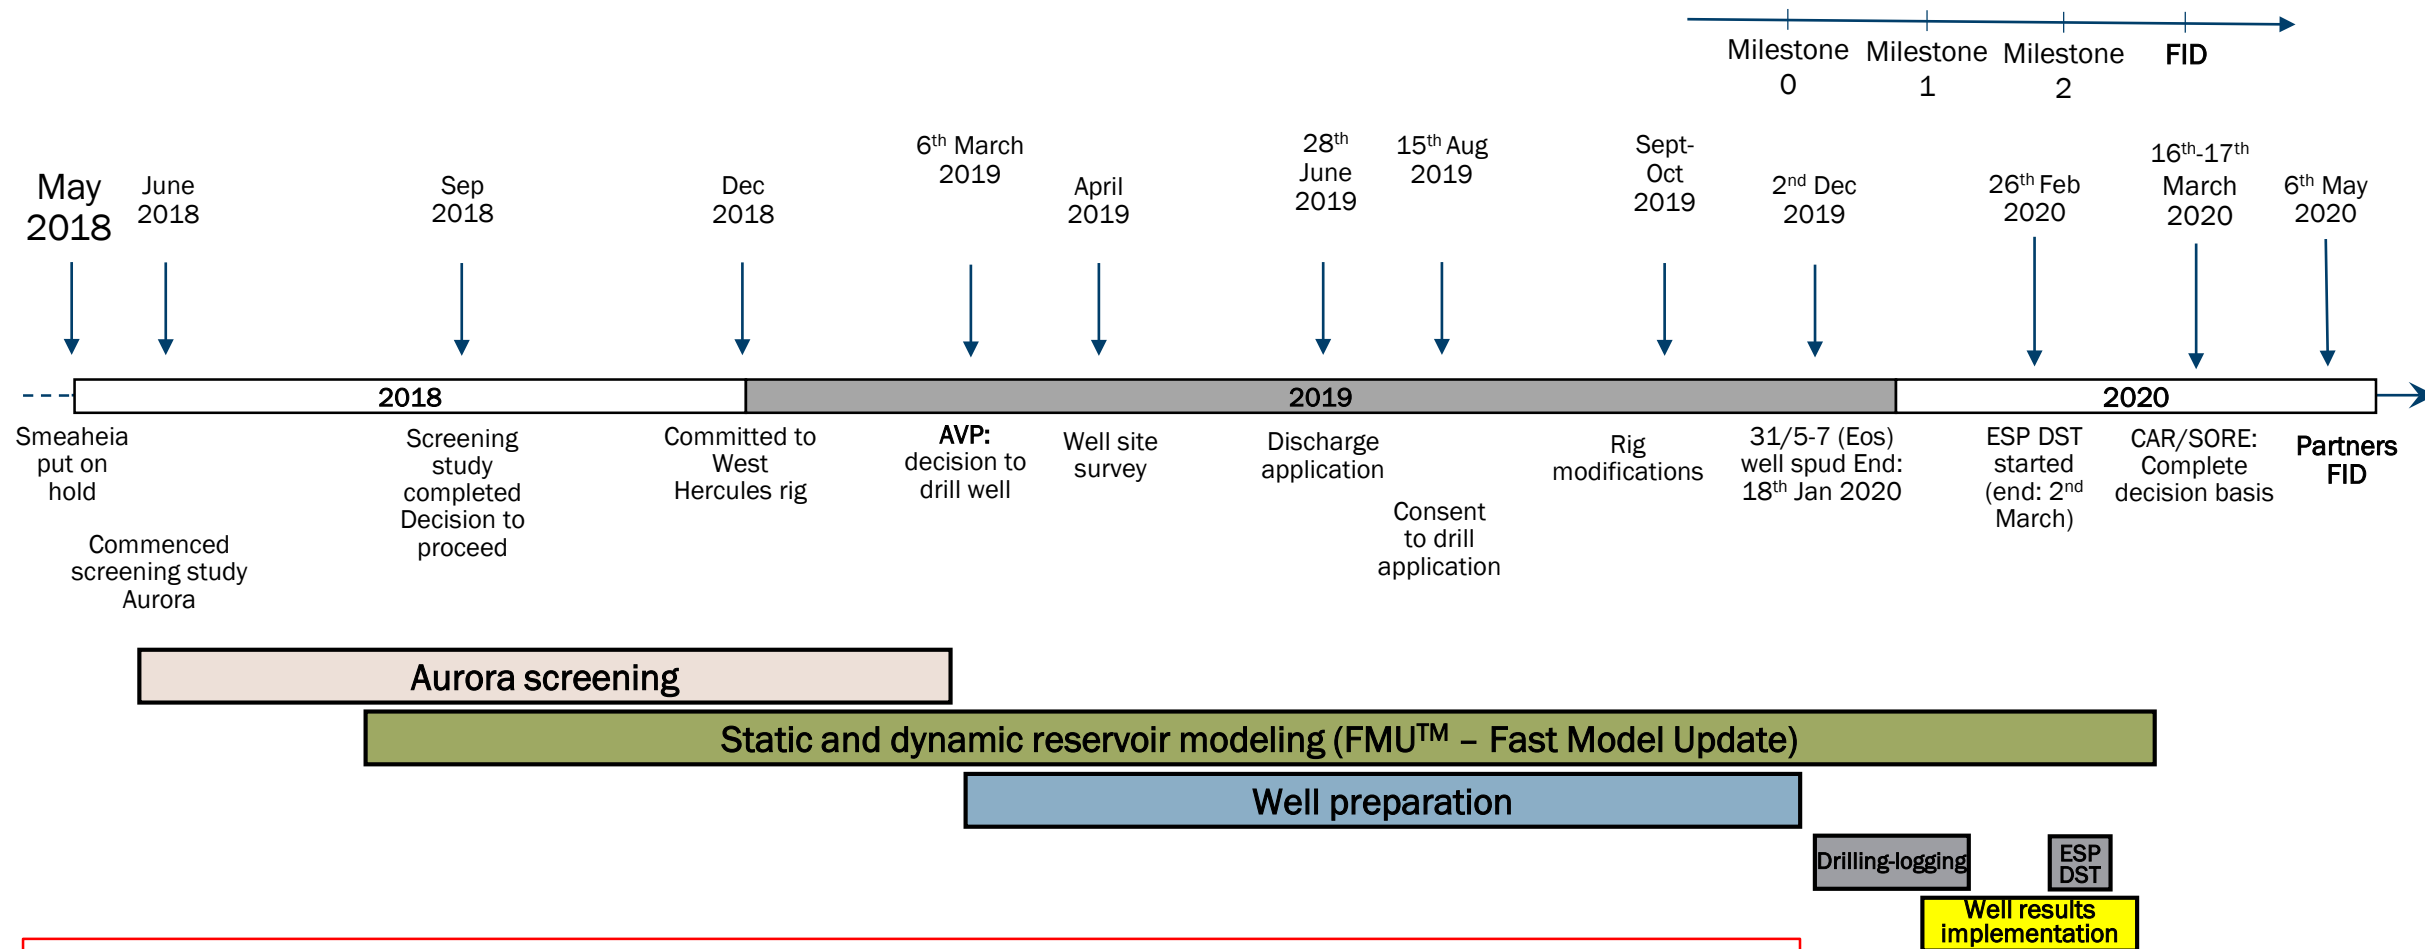 Milestone
0
Milestone
1
Milestone
2
FID
May
2018
June
2018
Sep
2018
Dec
2018
6th March
2019
April
2019
28th
June
2019
15th Aug
2019
Sept-
Oct
2019
2nd Dec
2019
26th Feb
2020
16th-17th
March
2020
6th May
2020
2018
2019
2020
Smeaheia
put on
hold
Commenced
screening study
Aurora
Screening
study
completed
Decision to
proceed
Committed to
West
Hercules rig
AVP:
decision to
drill well
Well site
survey
Discharge
application
Consent
to drill
application
Rig
modifications
31/5-7 (Eos)
well spud End:
18th Jan 2020
ESP DST
started
(end: 2nd
March)
CAR/SORE:
Complete
decision basis
Partners
FID
Aurora screening
Static and dynamic reservoir modeling (FMU™ – Fast Model Update)
Well preparation
Drilling-logging
ESP
DST
Well results
implementation